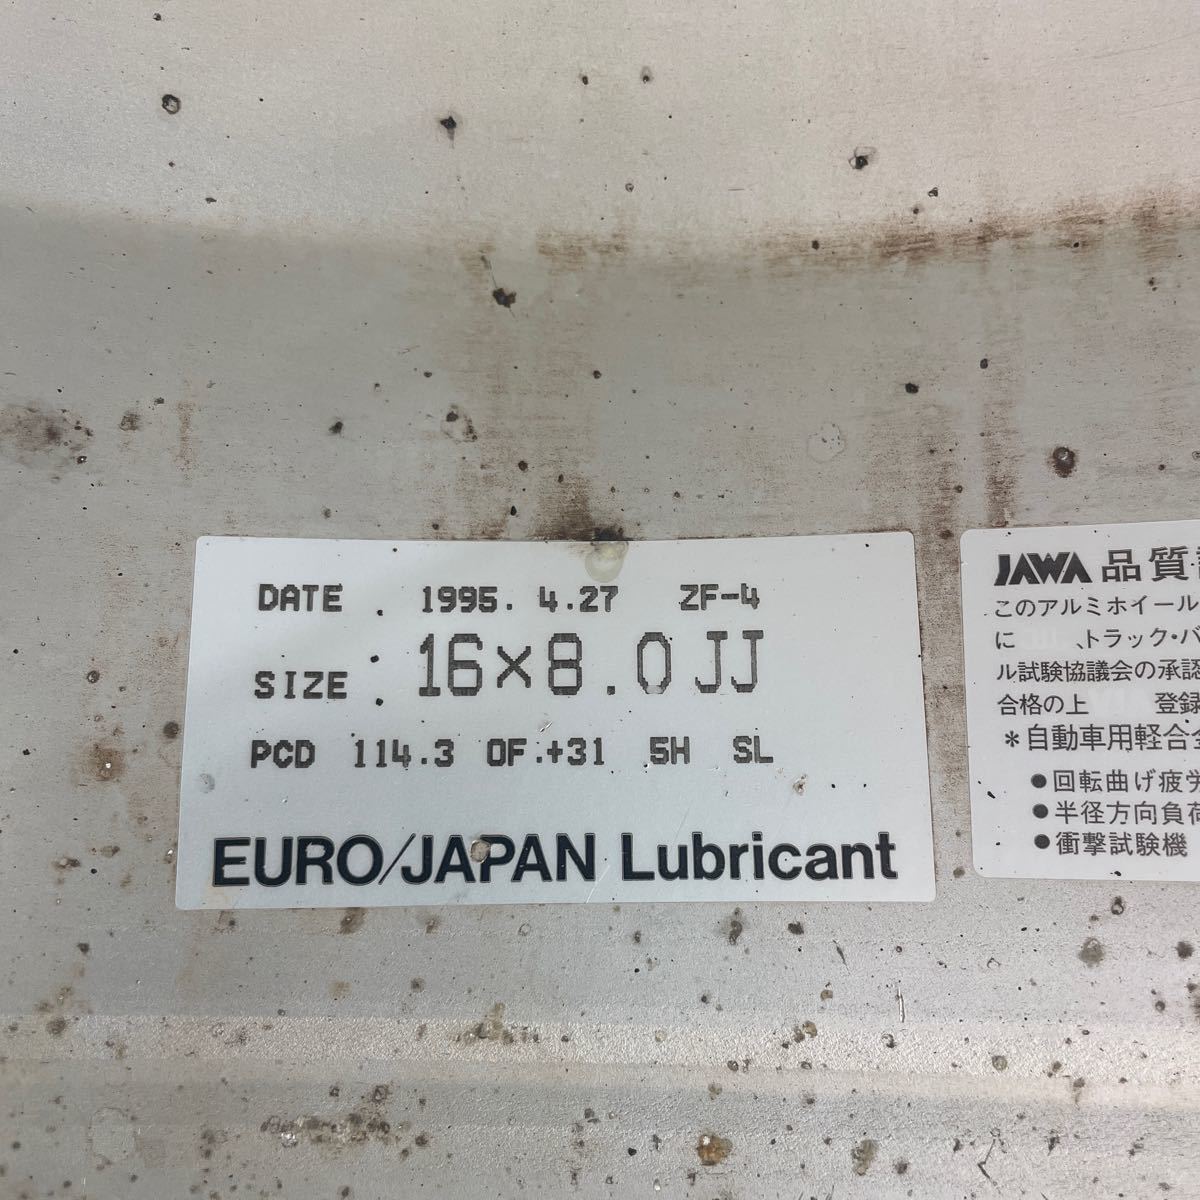 DATE . 1995. 4.27 ZF-4
SIZE : 16×8.0JJ
PCD 114.3 OF.+31 5H SL
EURO/JAPAN Lubricant
JAWA 品質
このアルミホイール
に 、トラック・バ
ル試験協議会の承認
合格の上 登録
*自動車用軽合金
●回転曲げ疲労
●半径方向負荷
●衝撃試験機